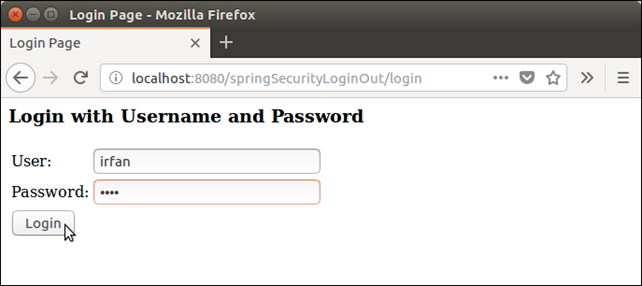 Login Page - Mozilla Firefox
Login Page
localhost:8080/springSecurityLoginOut/login
Login with Username and Password
User: irfan
Password: ••••
Login